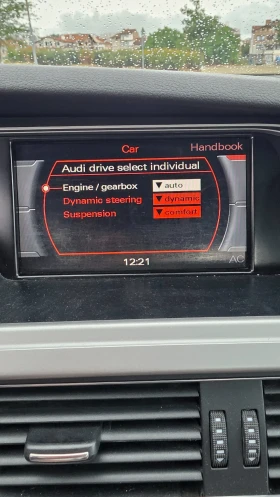 Car
Handbook
Audi drive select individual
Engine / gearbox ▼ auto
Dynamic steering ▼ dynamic
Suspension ▼ comfort
12:21
AC